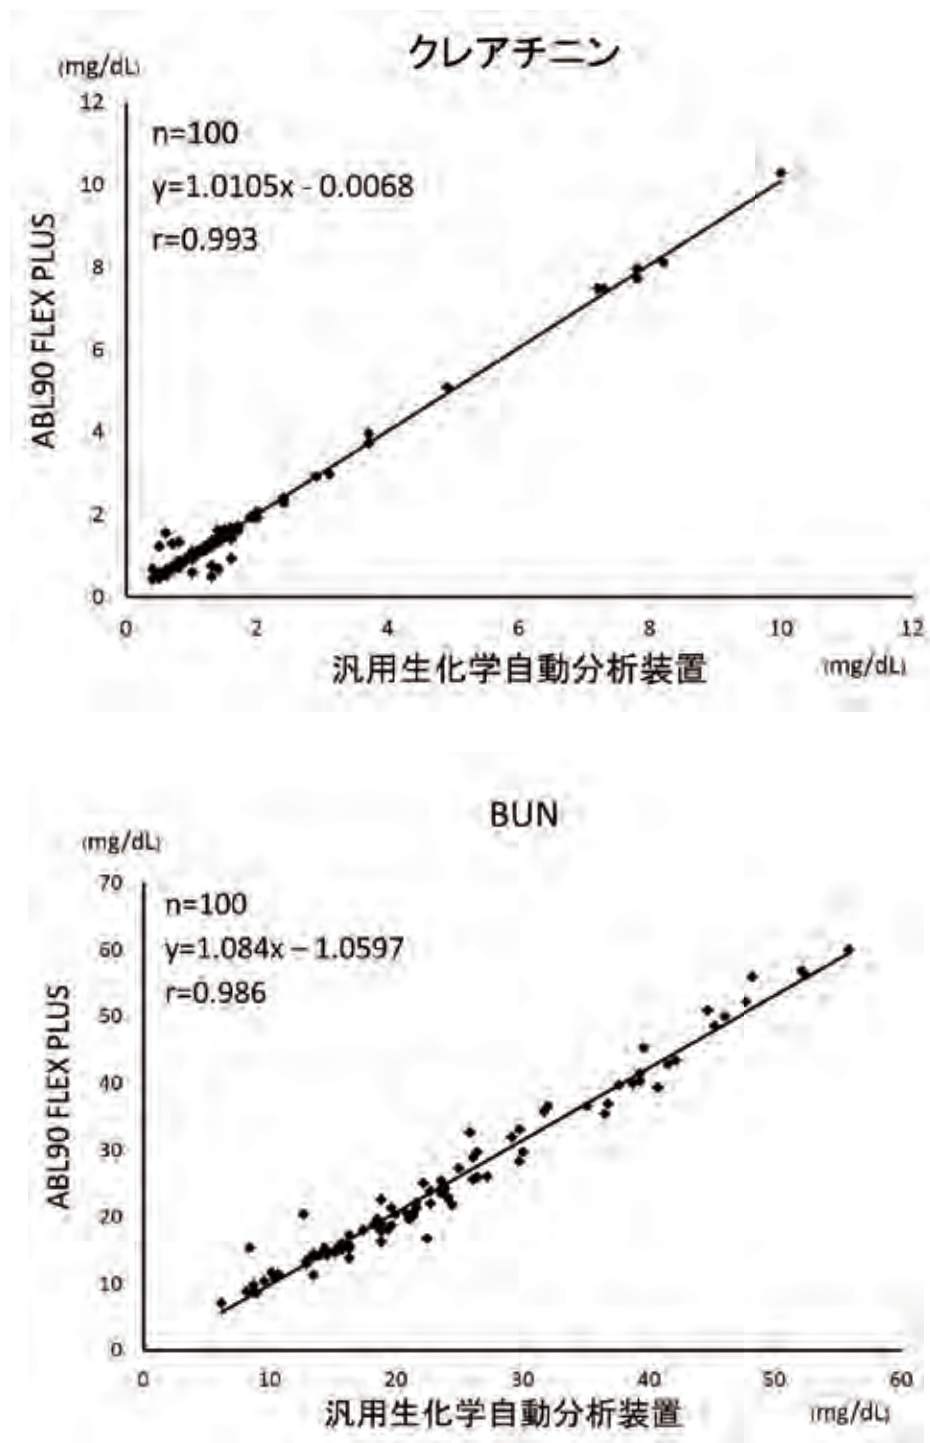 クレアチニン
(mg/dL)
12
n=100
10
y=1.0105x - 0.0068
r=0.993
8
ABL90 FLEX PLUS
6
4
2
0
0 2 4 6 8 10 12
汎用生化学自動分析装置 (mg/dL)
BUN
(mg/dL)
70
n=100
60
y=1.084x – 1.0597
r=0.986
50
ABL90 FLEX PLUS
40
30
20
10
0
0 10 20 30 40 50 60
汎用生化学自動分析装置 (mg/dL)